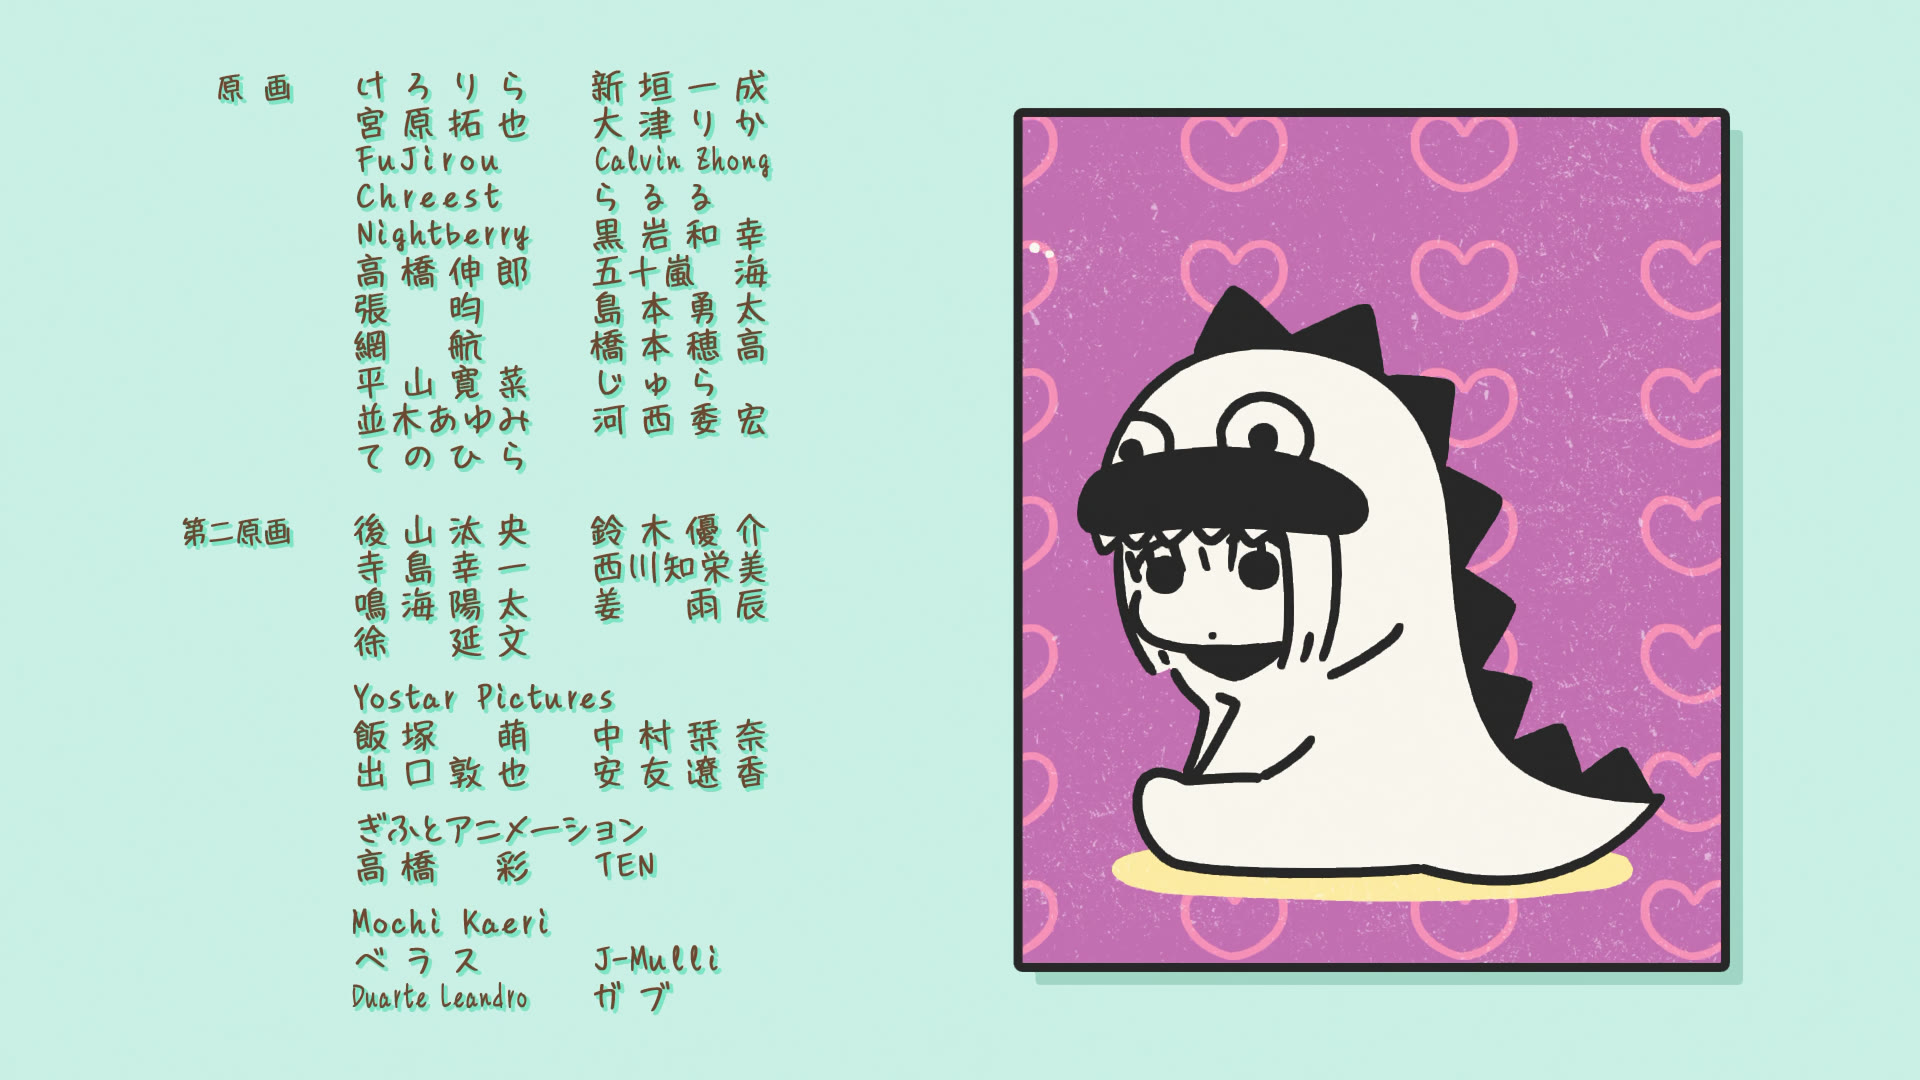 原画 けろりら 新垣一成
宮原拓也 大津りか
FuJirou Calvin Zhong
Chreest らるる
Nightberry 黒岩和幸
高橋伸郎 五十嵐 海
張 昀 島本勇太
網 航 橋本穂高
平山寛菜 じゅら
並木あゆみ 河西委宏
てのひら
第二原画 後山汰央 鈴木優介
寺島幸一 西川知栄美
鳴海陽太 姜 雨辰
徐 延文
Yostar Pictures
飯塚 萌 中村栞奈
出口敦也 安友遼香
ぎふとアニメーション
高橋 彩 TEN
Mochi Kaeri
ベラス J-Mulli
Duarte Leandro ガブ